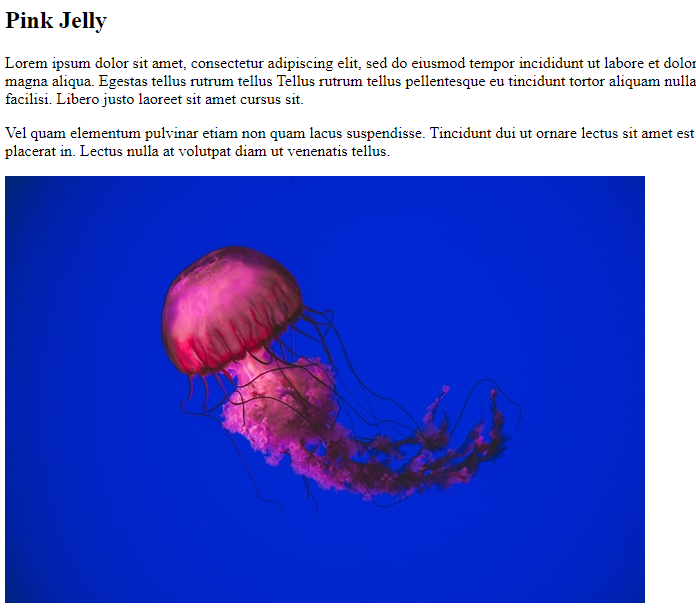 Pink Jelly
Lorem ipsum dolor sit amet, consectetur adipiscing elit, sed do eiusmod tempor incididunt ut labore et dolor
magna aliqua. Egestas tellus rutrum tellus Tellus rutrum tellus pellentesque eu tincidunt tortor aliquam nulla
facilisi. Libero justo laoreet sit amet cursus sit.
Vel quam elementum pulvinar etiam non quam lacus suspendisse. Tincidunt dui ut ornare lectus sit amet est
placerat in. Lectus nulla at volutpat diam ut venenatis tellus.